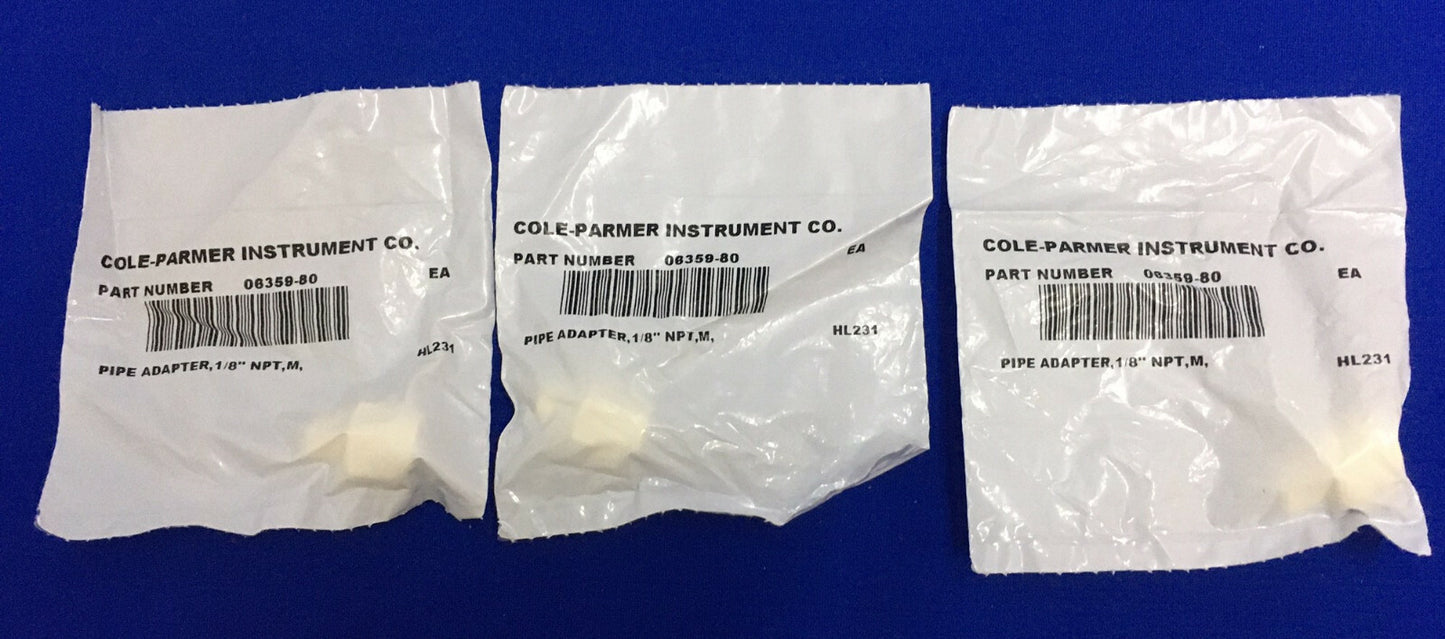 COLE-PARMER INSTRUMENT CO.
PART NUMBER 06359-80 EA
PIPE ADAPTER,1/8" NPT,M, HL231
COLE-PARMER INSTRUMENT CO.
PART NUMBER 06359-80 EA
PIPE ADAPTER,1/8" NPT,M, HL231
COLE-PARMER INSTRUMENT CO.
PART NUMBER 06359-80 EA
PIPE ADAPTER,1/8" NPT,M, HL231